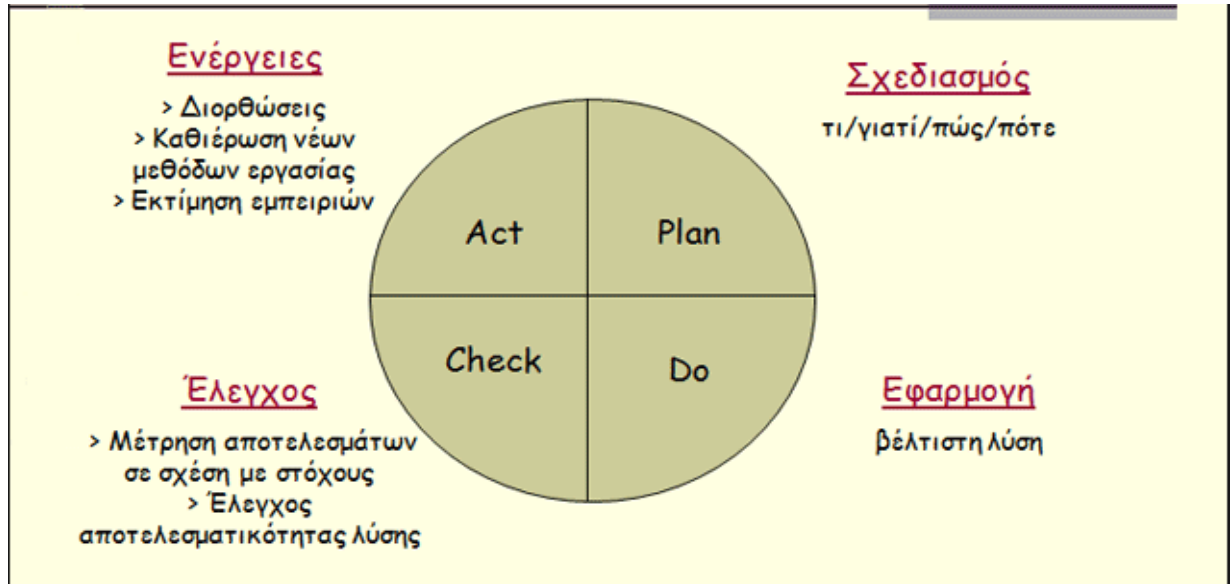 Ενέργειες
> Διορθώσεις
> Καθιέρωση νέων
μεθόδων εργασίας
> Εκτίμηση εμπειριών
Σχεδιασμός
τι/γιατί/πώς/πότε
Act
Plan
Check
Do
Έλεγχος
> Μέτρηση αποτελεσμάτων
σε σχέση με στόχους
> Έλεγχος
αποτελεσματικότητας λύσης
Εφαρμογή
βέλτιστη λύση